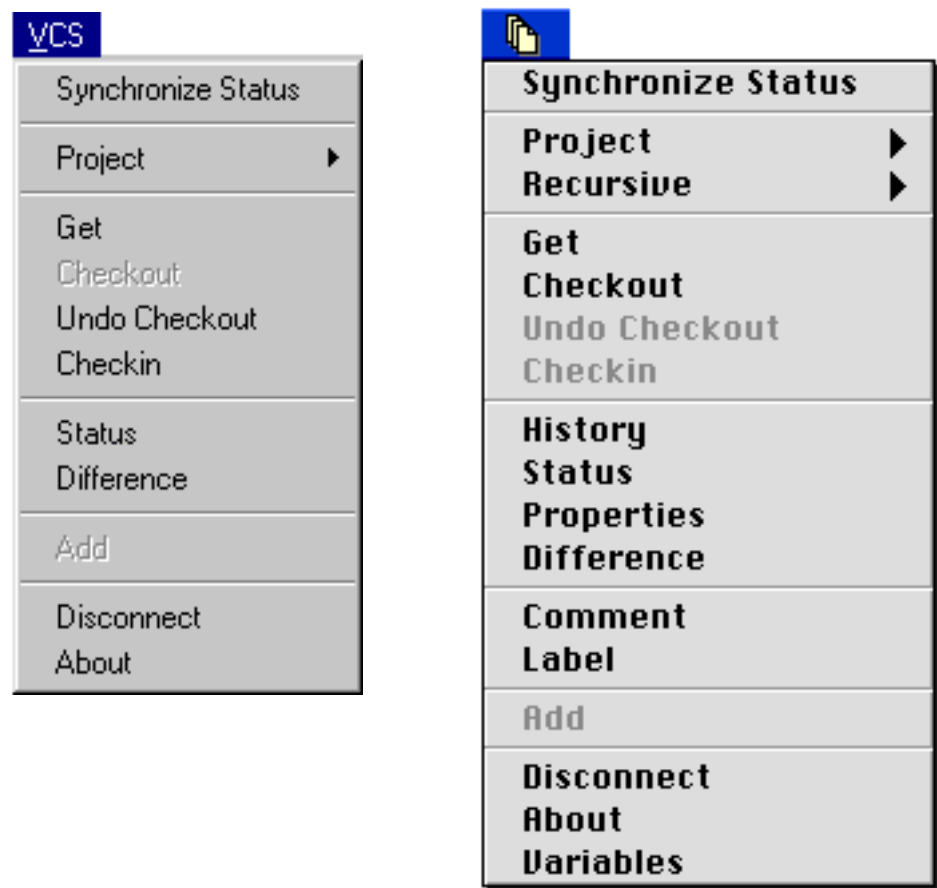 VCS
Synchronize Status
Project
Get
Checkout
Undo Checkout
Checkin
Status
Difference
Add
Disconnect
About
Synchronize Status
Project
Recursive
Get
Checkout
Undo Checkout
Checkin
History
Status
Properties
Difference
Comment
Label
Add
Disconnect
About
Variables